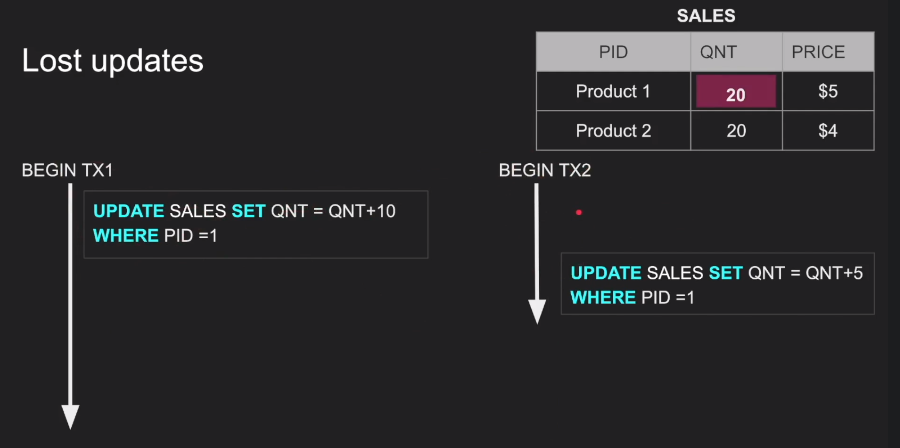 Lost updates
SALES
PID QNT PRICE
Product 1 20 $5
Product 2 20 $4
BEGIN TX1
UPDATE SALES SET QNT = QNT+10
WHERE PID =1
BEGIN TX2
UPDATE SALES SET QNT = QNT+5
WHERE PID =1